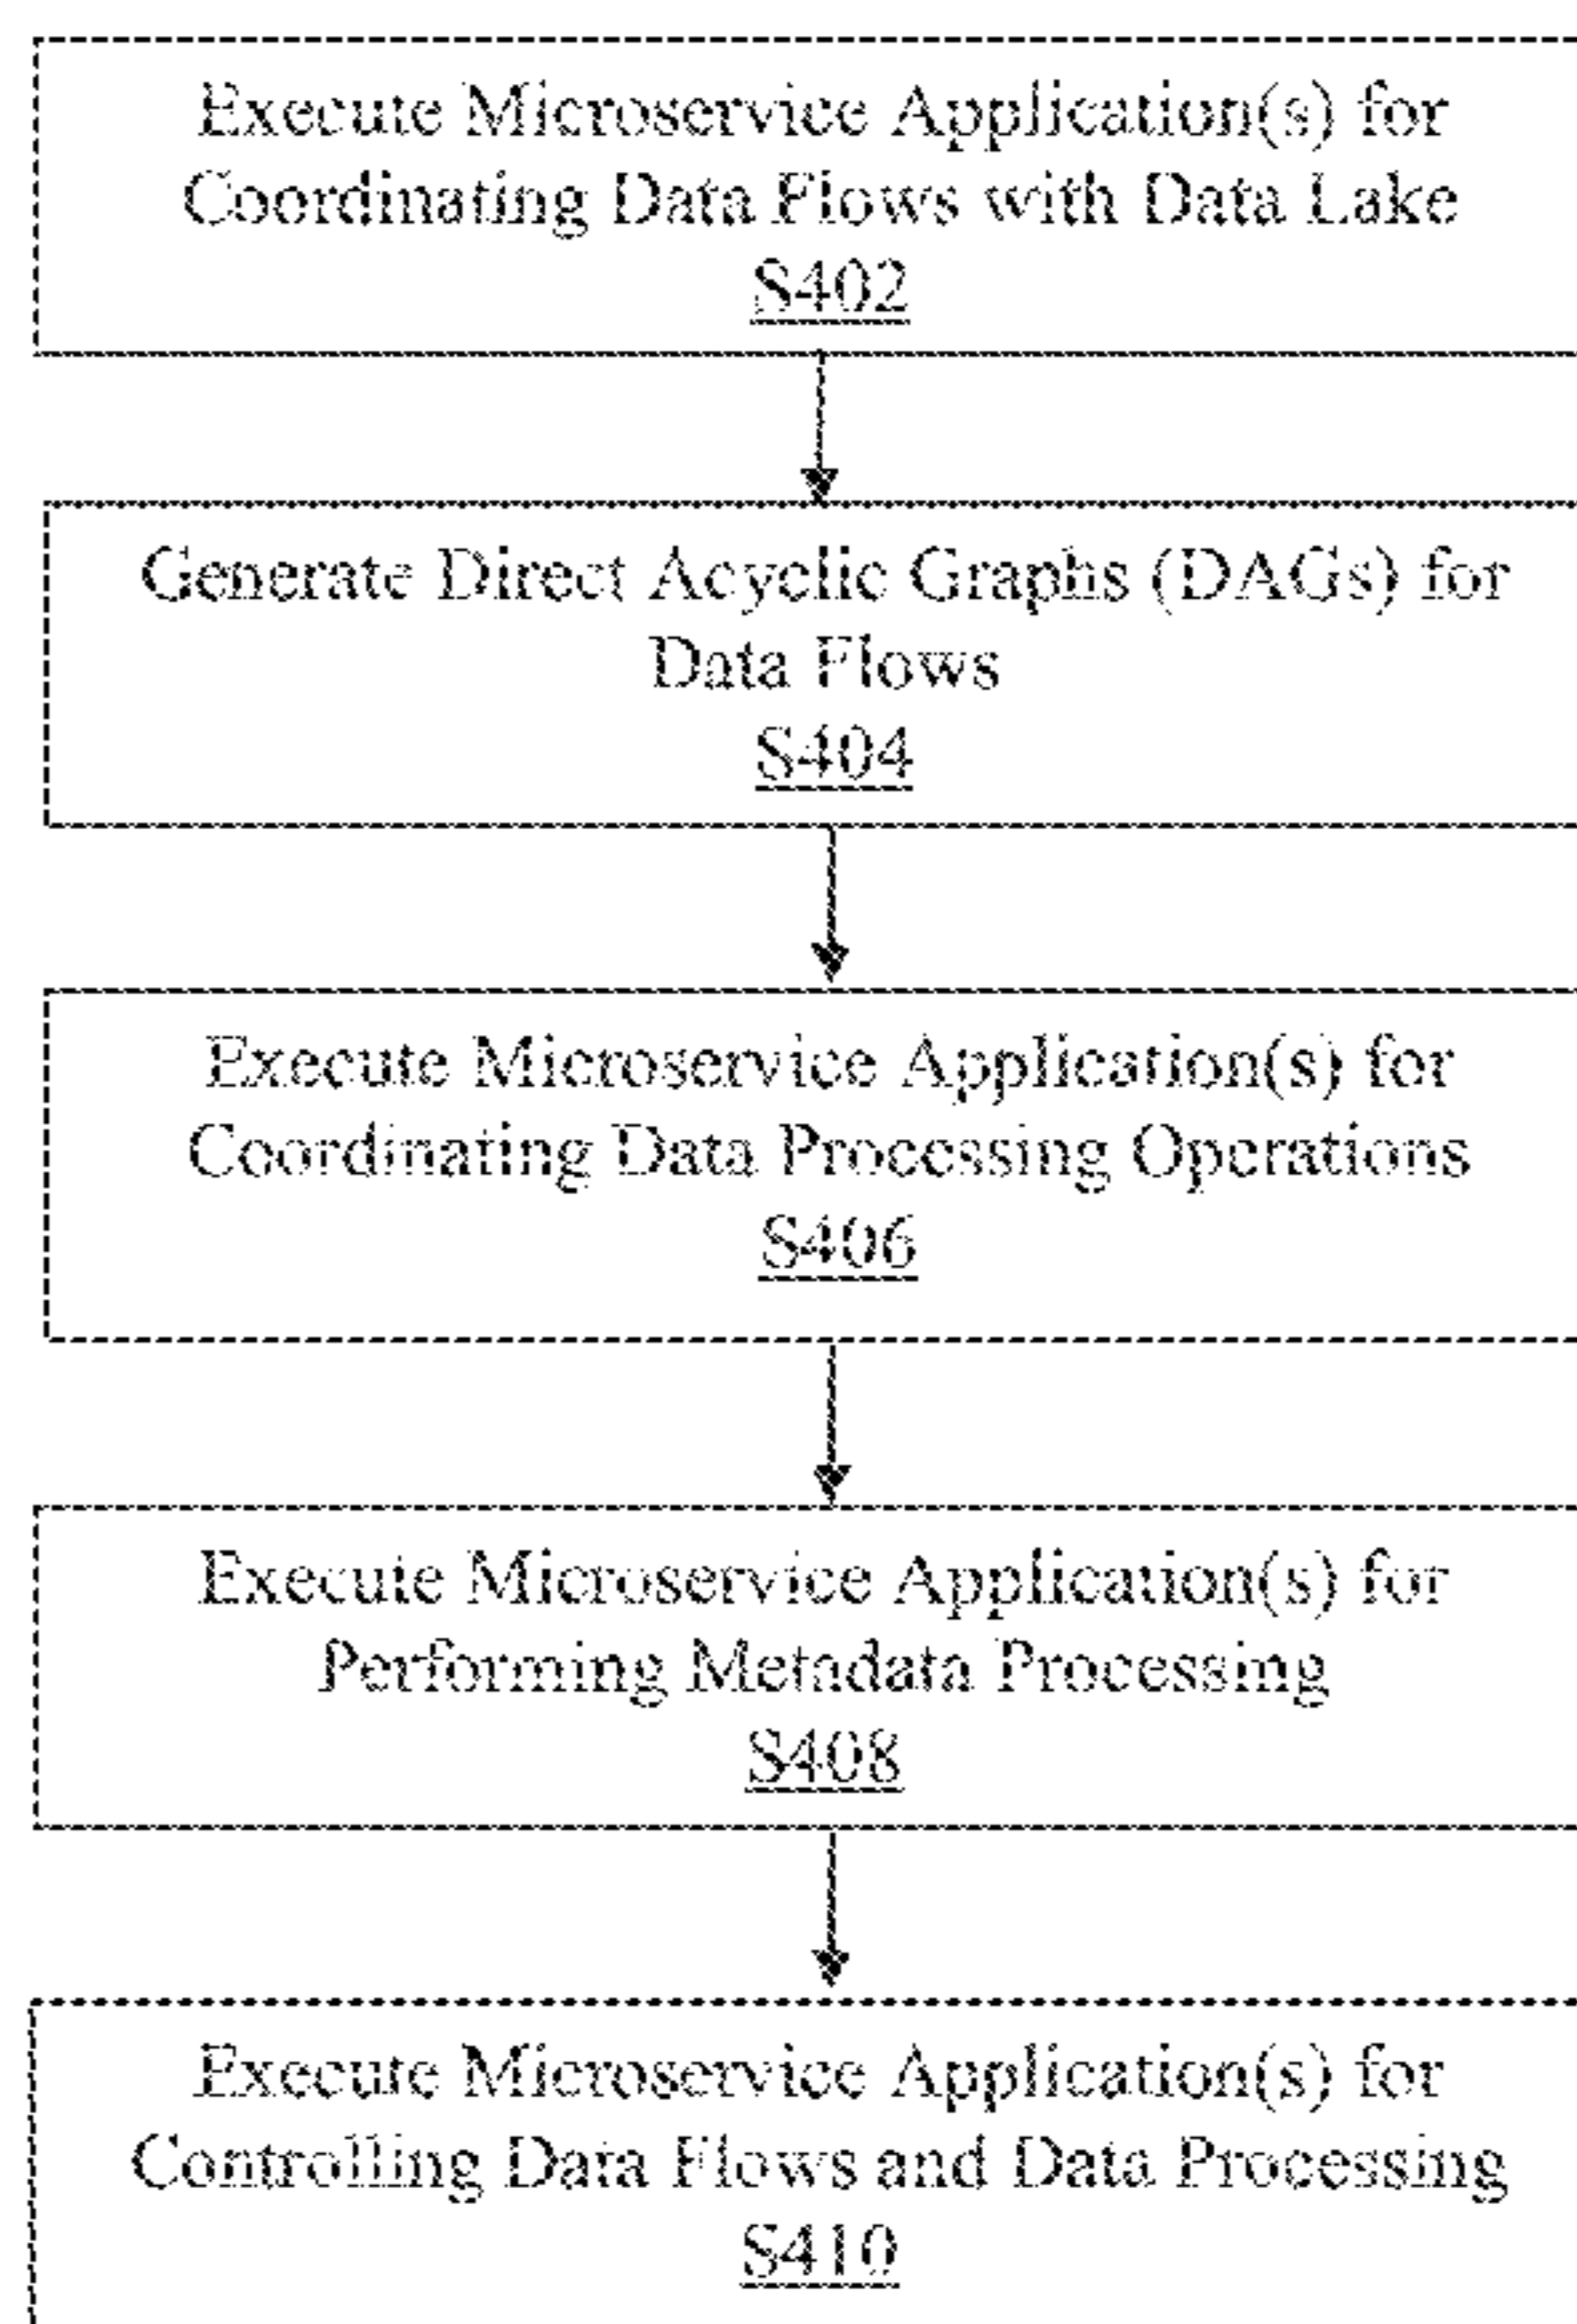 Execute Microservice Application(s) for
Coordinating Data Flows with Data Lake
S402
Generate Direct Acyclic Graphs (DAGs) for
Data Flows
S404
Execute Microservice Application(s) for
Coordinating Data Processing Operations
S406
Execute Microservice Application(s) for
Performing Metadata Processing
S408
Execute Microservice Application(s) for
Controlling Data Flows and Data Processing
S410